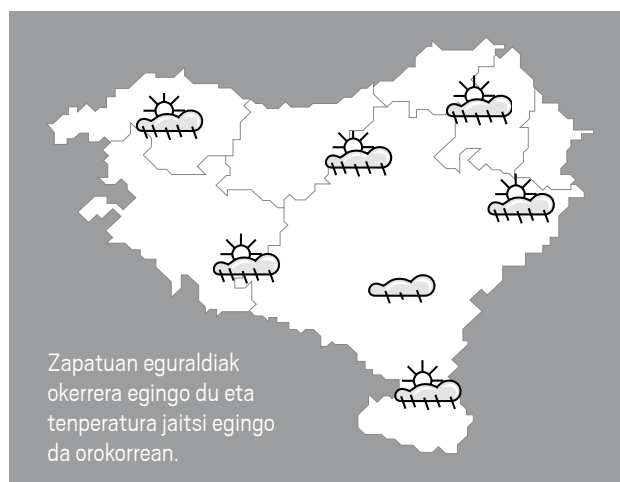 Zapatuan eguraldiak
okerrera egingo du eta
tenperatura jaitsi egingo
da orokorrean.